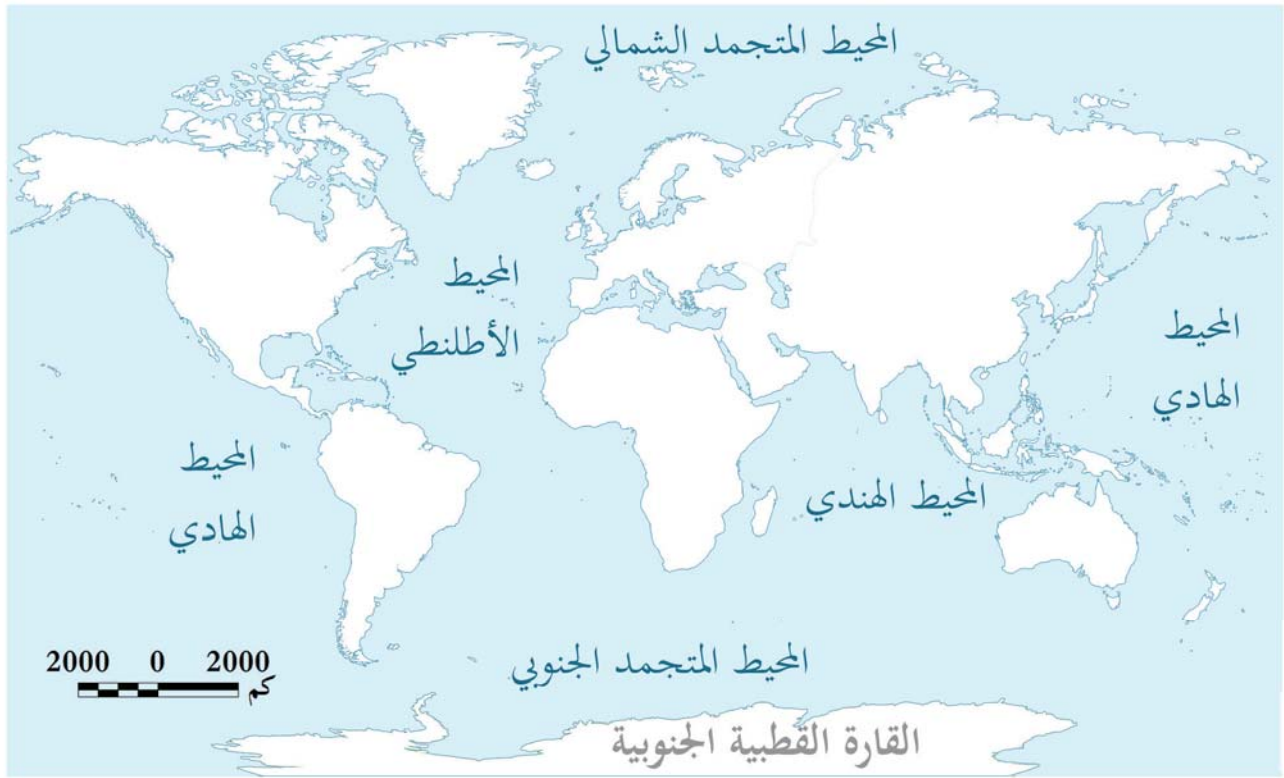 المحيط المتجمد الشمالي
المحيط
الأطلنطي
المحيط
الهادي
المحيط
الهادي
المحيط الهندي
المحيط المتجمد الجنوبي
2000 0 2000
كم
القارة القطبية الجنوبية